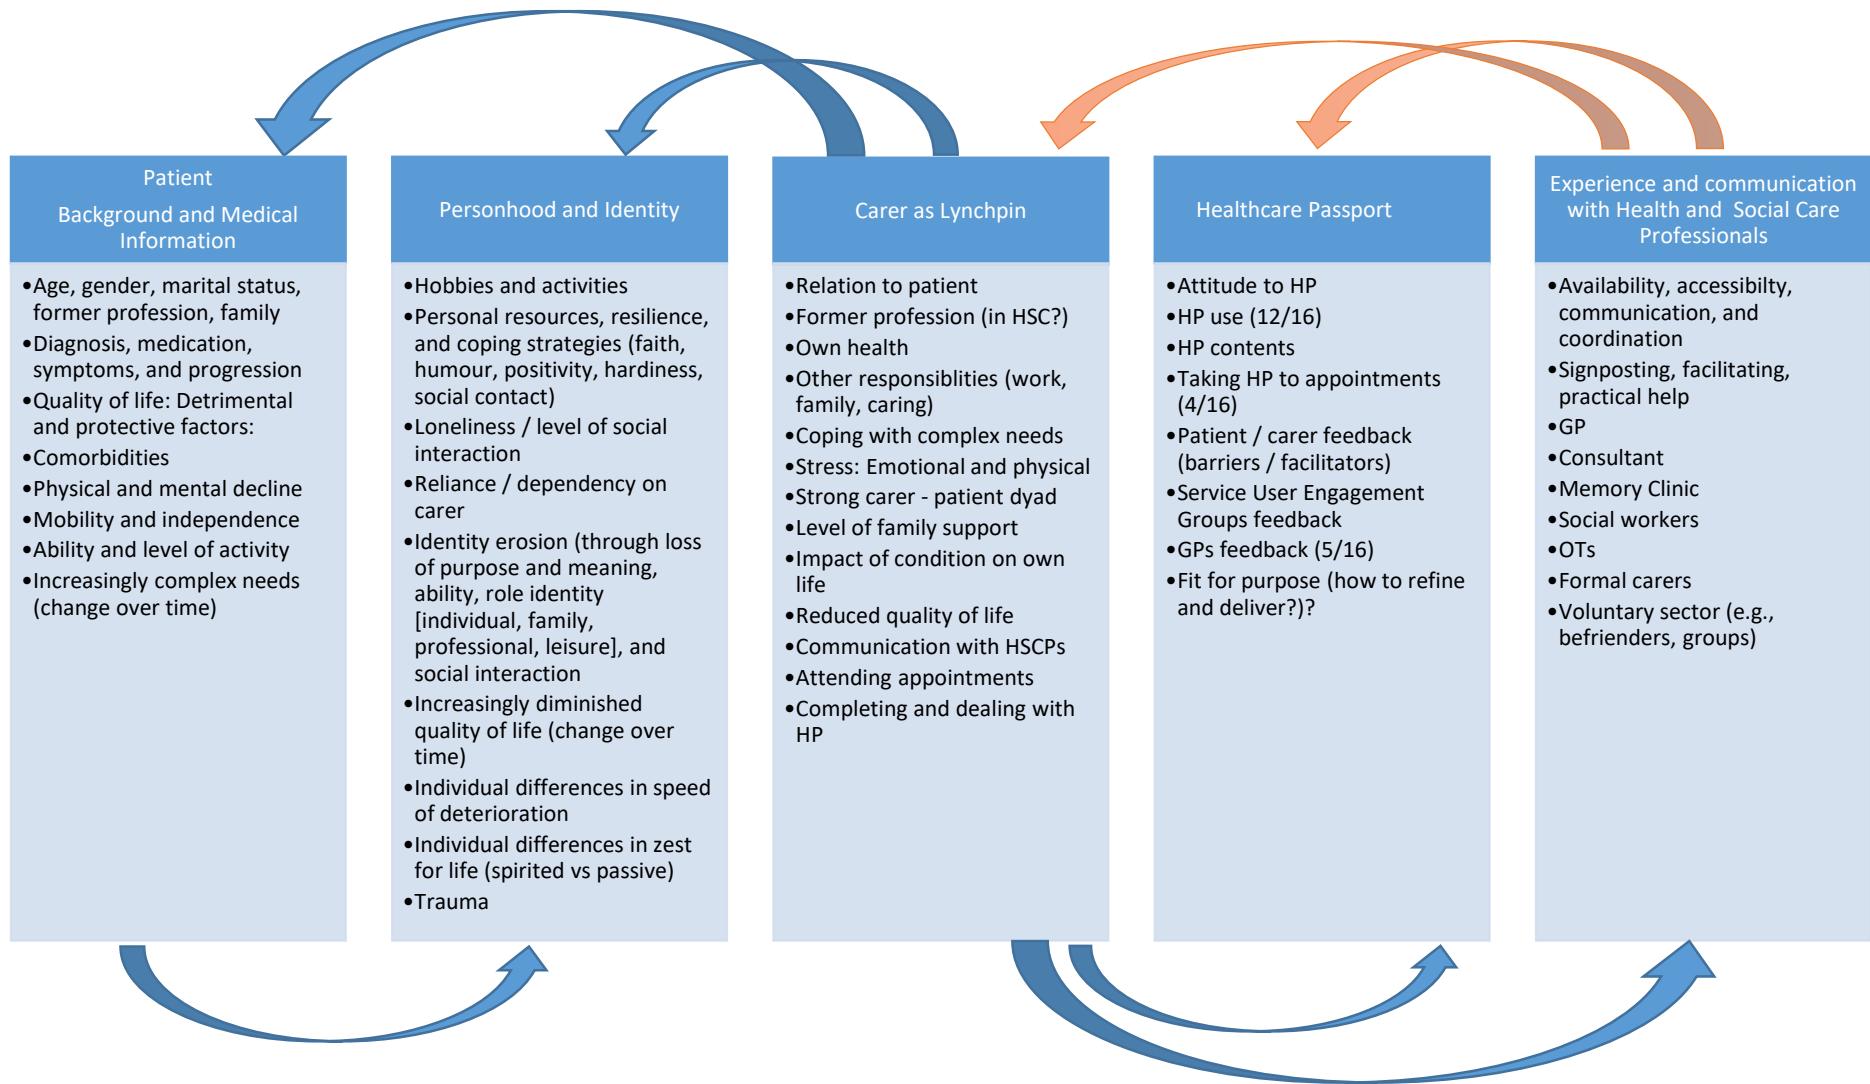 Patient
Background and Medical
Information
•Age, gender, marital status,
former profession, family
•Diagnosis, medication,
symptoms, and progression
•Quality of life: Detrimental
and protective factors:
•Comorbidities
•Physical and mental decline
•Mobility and independence
•Ability and level of activity
•Increasingly complex needs
(change over time)
Personhood and Identity
•Hobbies and activities
•Personal resources, resilience,
and coping strategies (faith,
humour, positivity, hardiness,
social contact)
•Loneliness / level of social
interaction
•Reliance / dependency on
carer
•Identity erosion (through loss
of purpose and meaning,
ability, role identity
[individual, family,
professional, leisure], and
social interaction
•Increasingly diminished
quality of life (change over
time)
•Individual differences in speed
of deterioration
•Individual differences in zest
for life (spirited vs passive)
•Trauma
Carer as Lynchpin
•Relation to patient
•Former profession (in HSC?)
•Own health
•Other responsiblities (work,
family, caring)
•Coping with complex needs
•Stress: Emotional and physical
•Strong carer - patient dyad
•Level of family support
•Impact of condition on own
life
•Reduced quality of life
•Communication with HSCPs
•Attending appointments
•Completing and dealing with
HP
Healthcare Passport
•Attitude to HP
•HP use (12/16)
•HP contents
•Taking HP to appointments
(4/16)
•Patient / carer feedback
(barriers / facilitators)
•Service User Engagement
Groups feedback
•GPs feedback (5/16)
•Fit for purpose (how to refine
and deliver?)?
Experience and communication
with Health and Social Care
Professionals
•Availability, accessibilty,
communication, and
coordination
•Signposting, facilitating,
practical help
•GP
•Consultant
•Memory Clinic
•Social workers
•OTs
•Formal carers
•Voluntary sector (e.g.,
befrienders, groups)